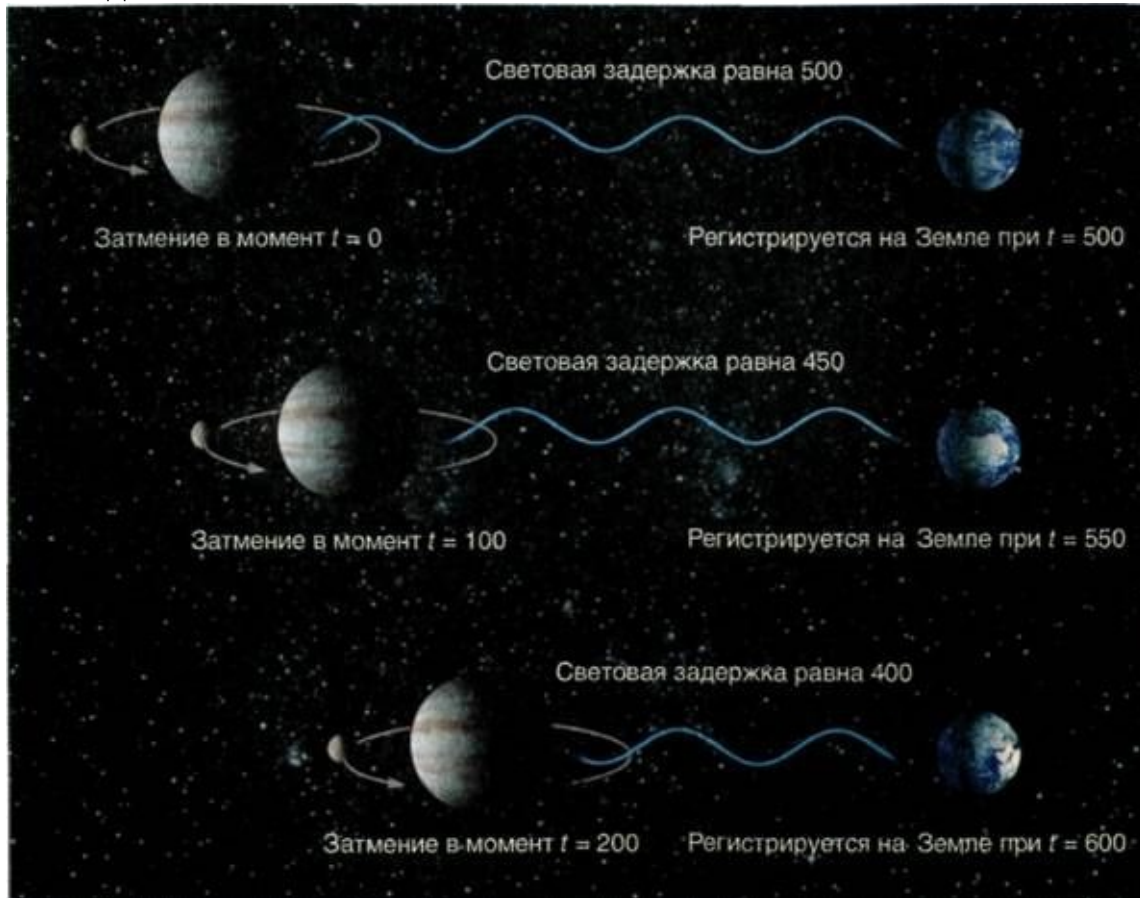 Световая задержка равна 500
Затмение в момент t = 0
Регистрируется на Земле при t = 500
Световая задержка равна 450
Затмение в момент t = 100
Регистрируется на Земле при t = 550
Световая задержка равна 400
Затмение в момент t = 200
Регистрируется на Земле при t = 600